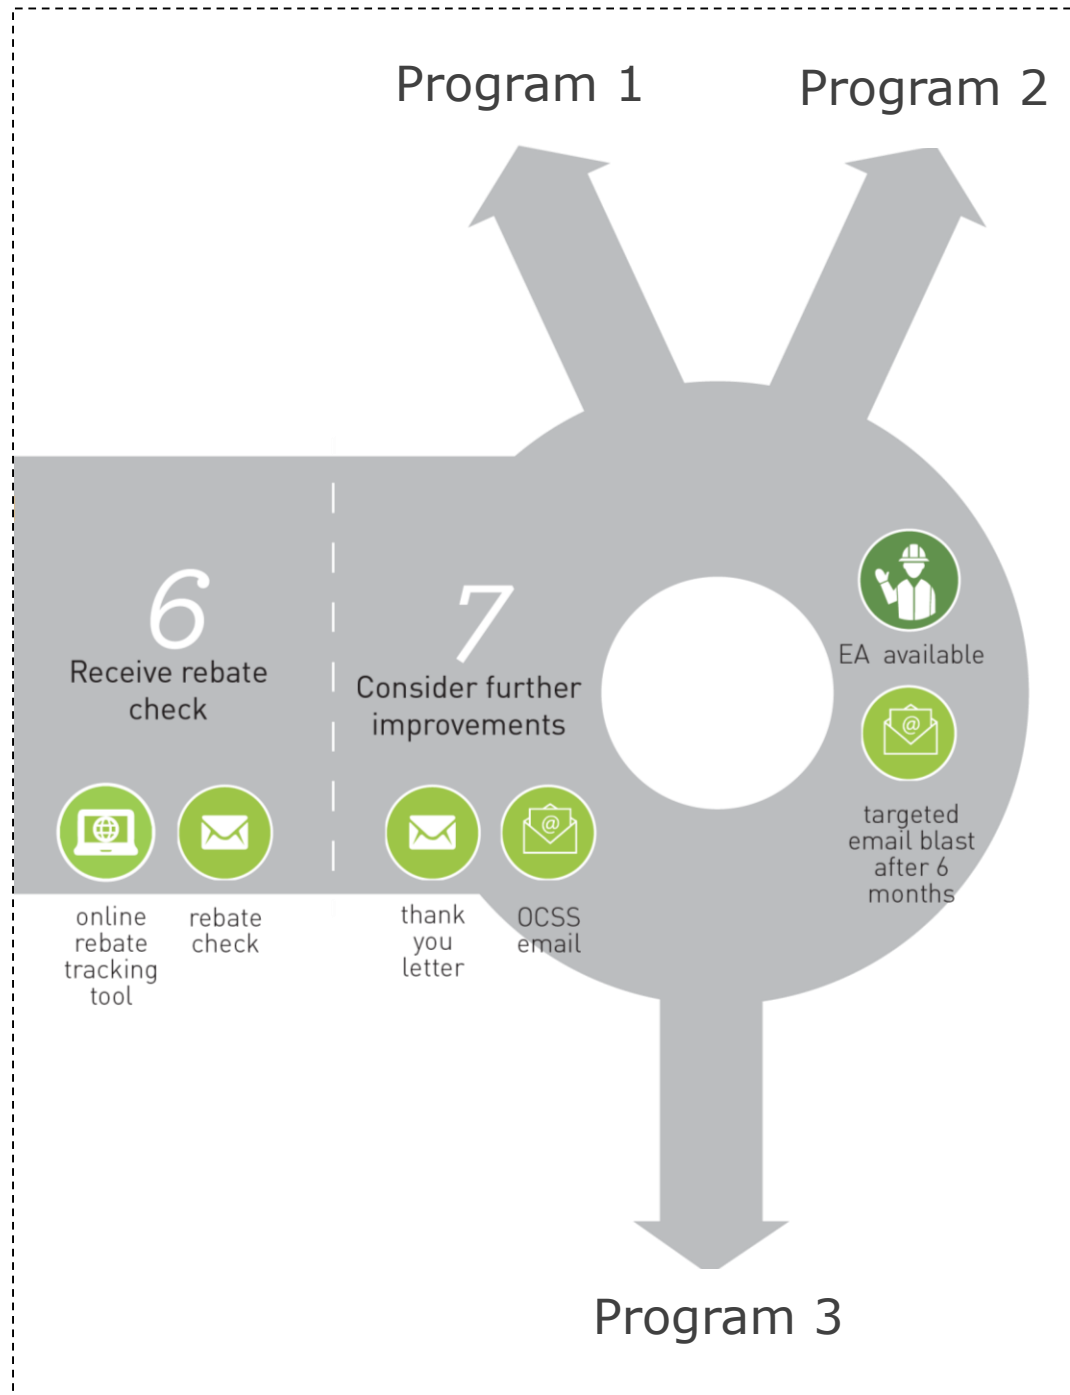 Program 1
Program 2
6
Receive rebate
check
7
Consider further
improvements
EA available
@
targeted
email blast
after 6
months
online
rebate
tracking
tool
rebate
check
thank
you
letter
@
OCSS
email
Program 3